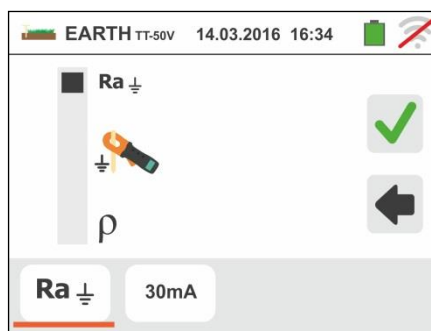 EARTH TT-50V 14.03.2016 16:34
Ra ⏚
⏚
ρ
Ra ⏚ 30mA